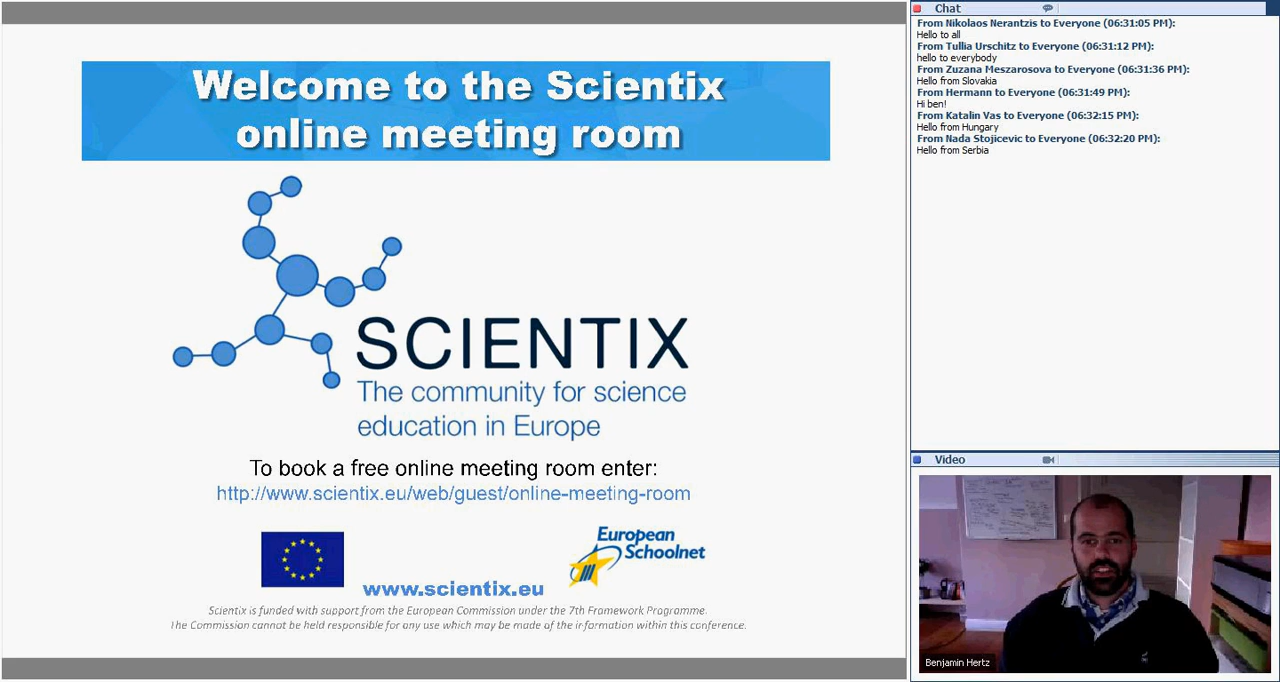 Welcome to the Scientix
online meeting room
SCIENTIX
The community for science
education in Europe
To book a free online meeting room enter:
http://www.scientix.eu/web/guest/online-meeting-room
European
Schoolnet
www.scientix.eu
Scientix is funded with support from the European Commission under the 7th Framework Programme.
The Commission cannot be held responsible for any use which may be made of the information within this conference.
Chat
From Nikolaos Nerantzis to Everyone (06:31:05 PM):
Hello to all
From Tullia Urschitz to Everyone (06:31:12 PM):
hello to everybody
From Zuzana Meszarosova to Everyone (06:31:36 PM):
Hello from Slovakia
From Hermann to Everyone (06:31:49 PM):
Hi ben!
From Katalin Vas to Everyone (06:32:15 PM):
Hello from Hungary
From Nada Stojicevic to Everyone (06:32:20 PM):
Hello from Serbia
Video
Benjamin Hertz